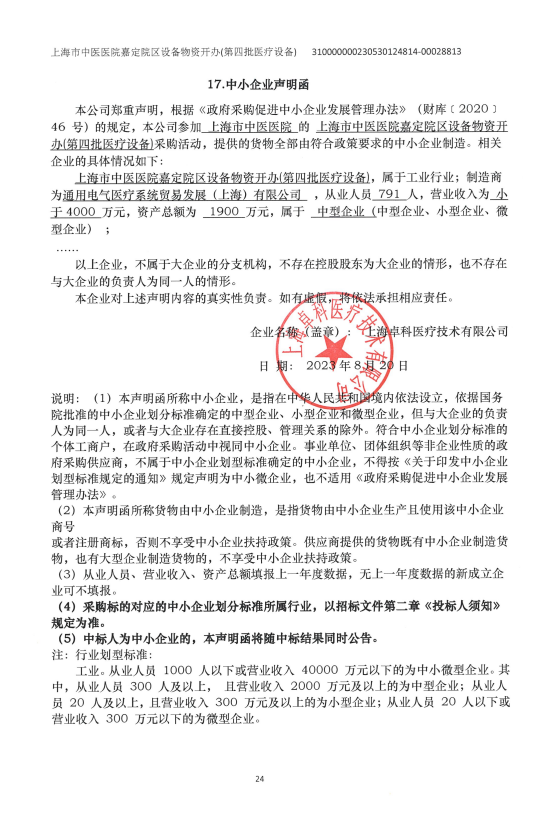 上海市中医医院嘉定院区设备物资开办(第四批医疗设备) 310000000230530124814-00028813
17.中小企业声明函
本公司郑重声明，根据《政府采购促进中小企业发展管理办法》（财库﹝2020﹞
46 号）的规定，本公司参加 上海市中医医院 的 上海市中医医院嘉定院区设备物资开
办(第四批医疗设备)采购活动，提供的货物全部由符合政策要求的中小企业制造。相关
企业的具体情况如下：
上海市中医医院嘉定院区设备物资开办(第四批医疗设备)，属于工业行业；制造商
为通用电气医疗系统贸易发展（上海）有限公司 ，从业人员 791 人，营业收入为 小
于 4000 万元，资产总额为 1900 万元，属于 中型企业（中型企业、小型企业、微
型企业）；
......
以上企业，不属于大企业的分支机构，不存在控股股东为大企业的情形，也不存在
与大企业的负责人为同一人的情形。
本企业对上述声明内容的真实性负责。如有虚假，将依法承担相应责任。
企业名称（盖章）： 上海卓科医疗技术有限公司
上海卓科医疗技术有限公司
日 期： 2023 年 8 月 20 日
说明：（1）本声明函所称中小企业，是指在中华人民共和国境内依法设立，依据国务
院批准的中小企业划分标准确定的中型企业、小型企业和微型企业，但与大企业的负责
人为同一人，或者与大企业存在直接控股、管理关系的除外。符合中小企业划分标准的
个体工商户，在政府采购活动中视同中小企业。事业单位、团体组织等非企业性质的政
府采购供应商，不属于中小企业划型标准确定的中小企业，不得按《关于印发中小企业
划型标准规定的通知》规定声明为中小微企业，也不适用《政府采购促进中小企业发展
管理办法》。
（2）本声明函所称货物由中小企业制造，是指货物由中小企业生产且使用该中小企业
商号
或者注册商标，否则不享受中小企业扶持政策。供应商提供的货物既有中小企业制造货
物，也有大型企业制造货物的，不享受中小企业扶持政策。
（3）从业人员、营业收入、资产总额填报上一年度数据，无上一年度数据的新成立企
业可不填报。
（4）采购标的对应的中小企业划分标准所属行业，以招标文件第二章《投标人须知》
规定为准。
（5）中标人为中小企业的，本声明函将随中标结果同时公告。
注：行业划型标准：
工业。从业人员 1000 人以下或营业收入 40000 万元以下的为中小微型企业。其
中，从业人员 300 人及以上， 且营业收入 2000 万元及以上的为中型企业；从业人
员 20 人及以上，且营业收入 300 万元及以上的为小型企业；从业人员 20 人以下或
营业收入 300 万元以下的为微型企业。
24